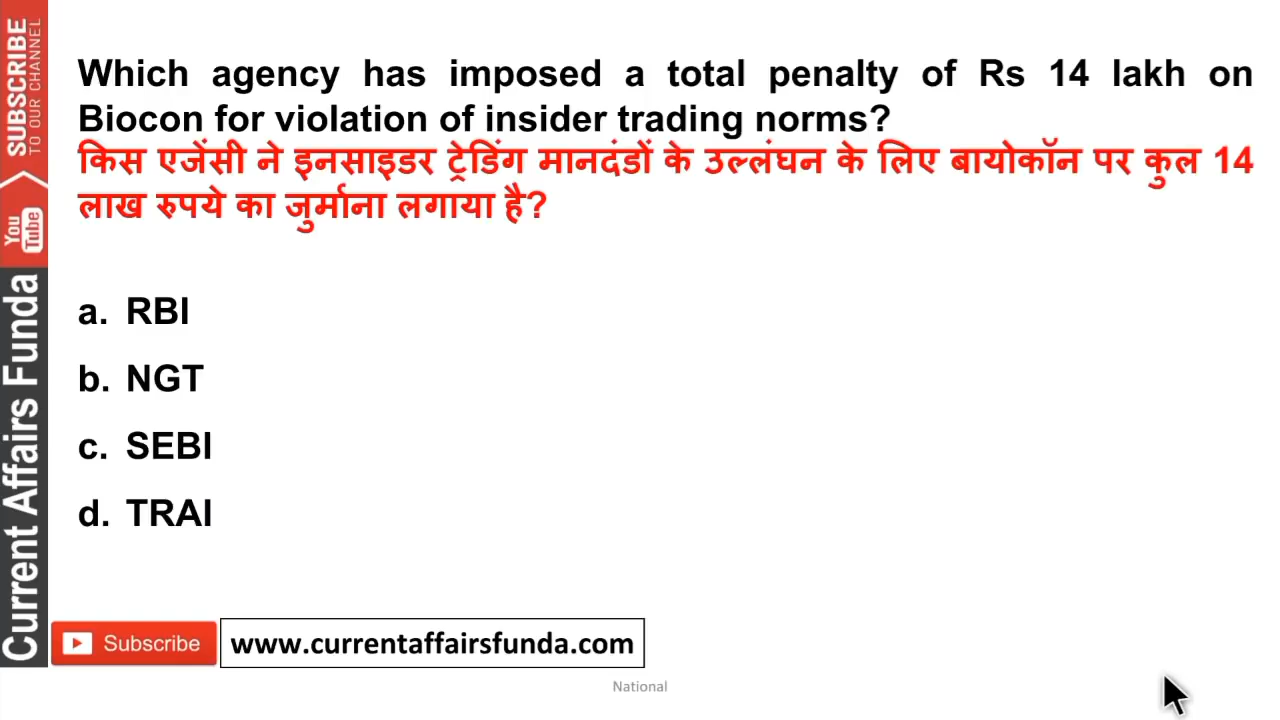 SUBSCRIBE
TO OUR CHANNEL
You
Tube
Current Affairs Funda
Which agency has imposed a total penalty of Rs 14 lakh on
Biocon for violation of insider trading norms?
किस एजेंसी ने इनसाइडर ट्रेडिंग मानदंडों के उल्लंघन के लिए बायोकॉन पर कुल 14
लाख रुपये का जुर्माना लगाया है?
a. RBI
b. NGT
c. SEBI
d. TRAI
Subscribe
www.currentaffairsfunda.com
National